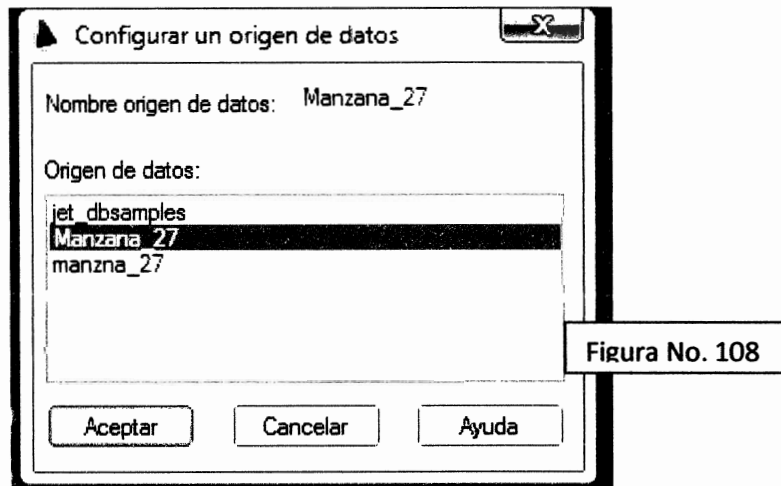 Configurar un origen de datos
Nombre origen de datos: Manzana_27
Origen de datos:
jet_dbsamples
Manzana_27
manzna_27
Figura No. 108
Aceptar Cancelar Ayuda